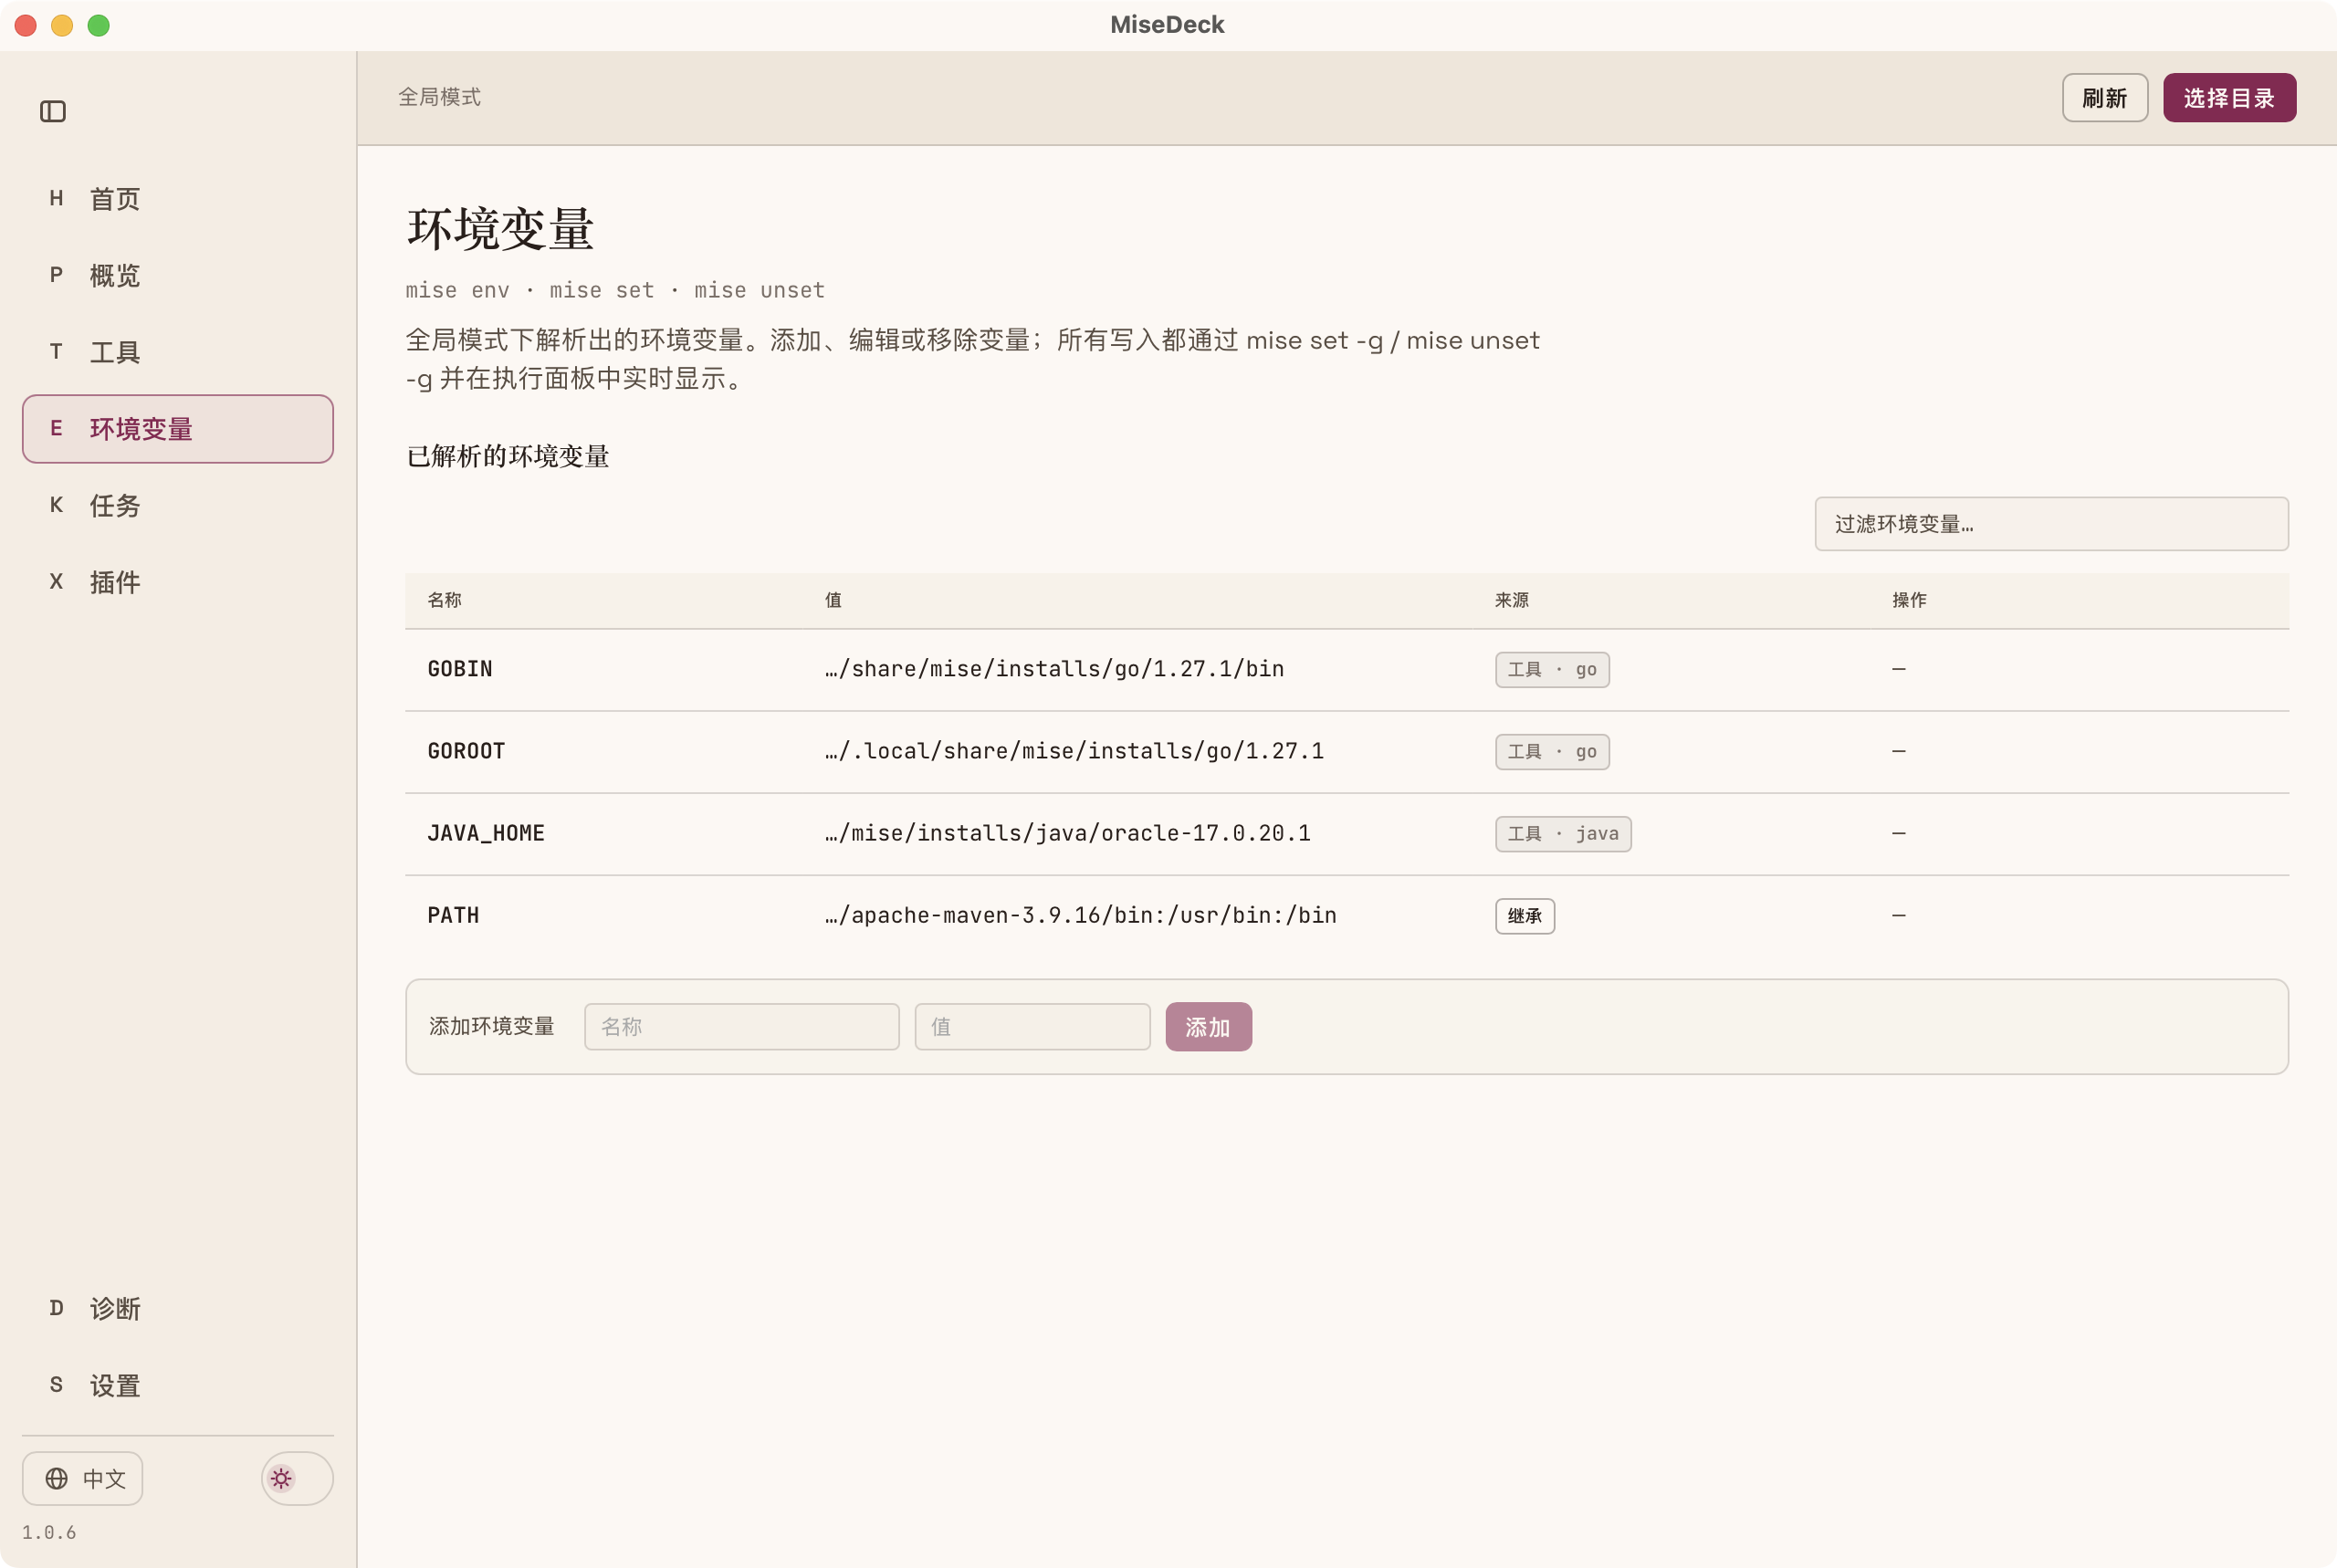 MiseDeck
全局模式
刷新
选择目录
H 首页
P 概览
T 工具
E 环境变量
K 任务
X 插件
D 诊断
S 设置
中文
1.0.6
环境变量
mise env · mise set · mise unset
全局模式下解析出的环境变量。添加、编辑或移除变量；所有写入都通过 mise set -g / mise unset
-g 并在执行面板中实时显示。
已解析的环境变量
过滤环境变量…
名称 值 来源 操作
GOBIN …/share/mise/installs/go/1.27.1/bin 工具 · go —
GOROOT …/.local/share/mise/installs/go/1.27.1 工具 · go —
JAVA_HOME …/mise/installs/java/oracle-17.0.20.1 工具 · java —
PATH …/apache-maven-3.9.16/bin:/usr/bin:/bin 继承 —
添加环境变量 名称 值 添加